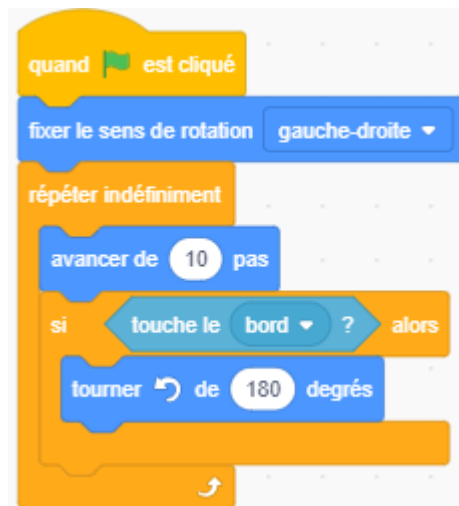 quand est cliqué
fixer le sens de rotation gauche-droite
répéter indéfiniment
avancer de 10 pas
si touche le bord ? alors
tourner de 180 degrés